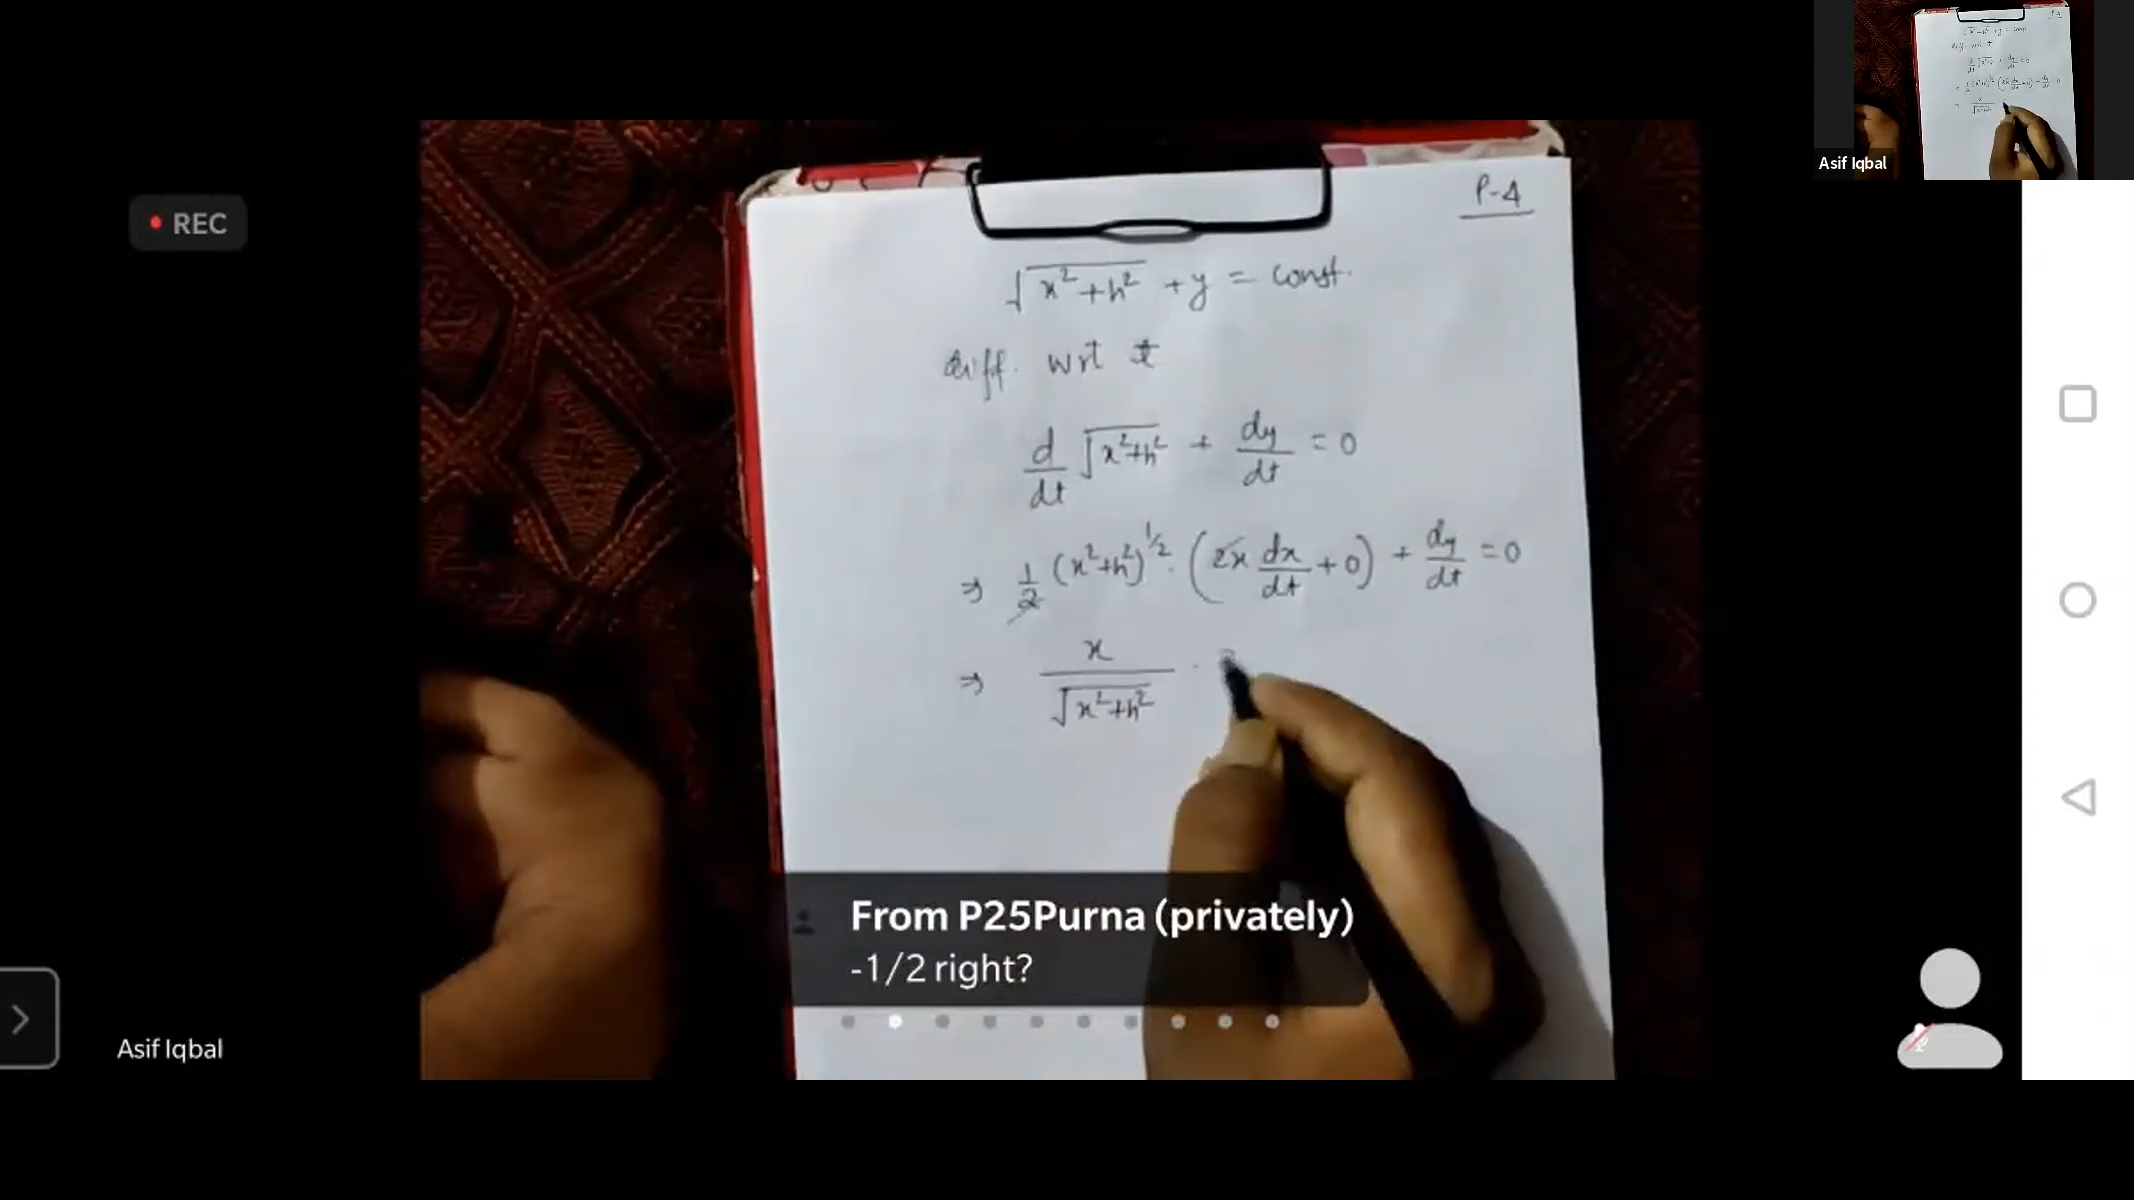 REC
P-4
√x²+h² + y = const.
diff. wrt t
d/dt √x²+h² + dy/dt = 0
⇒ 1/2 (x²+h²)^1/2 . (2x dx/dt + 0) + dy/dt = 0
⇒ x/√x²+h² .
From P25Purna (privately)
-1/2 right?
Asif Iqbal
Asif Iqbal